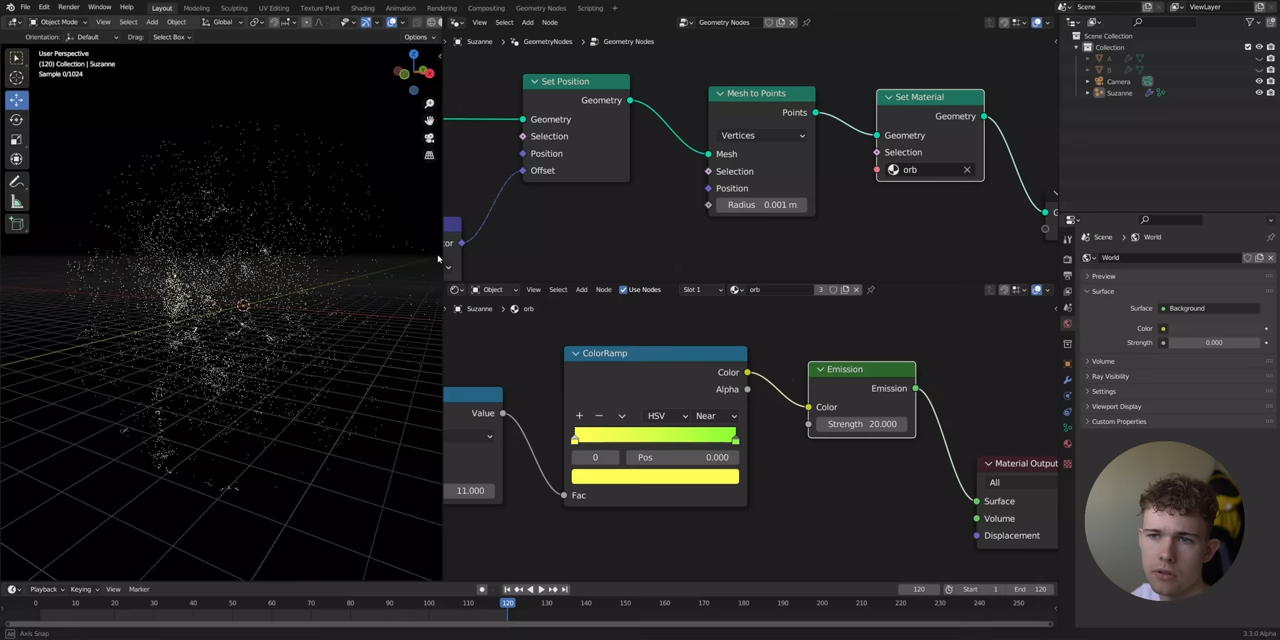 File Edit Render Window Help Layout Modeling Sculpting UV Editing Texture Paint Shading Animation Rendering Compositing Geometry Nodes Scripting +
Scene ViewLayer
Object Mode View Select Add Object Global
View Select Add Node Geometry Nodes
Orientation: Default Drag: Select Box Options
Suzanne GeometryNodes Geometry Nodes
User Perspective
(120) Collection | Suzanne
Sample 0/1024
Z
Scene Collection
Collection
A
B
Camera
Suzanne
Set Position
Geometry
Geometry
Selection
Position
Offset
Mesh to Points
Points
Vertices
Mesh
Selection
Position
Radius 0.001 m
Set Material
Geometry
Geometry
Selection
orb
G
tor
Scene World
World
Preview
Surface
Surface Background
Color
Strength 0.000
Volume
Ray Visibility
Settings
Viewport Display
Custom Properties
Object View Select Add Node Use Nodes Slot 1 orb 3
Suzanne orb
Value
11.000
ColorRamp
Color
Alpha
+ − HSV Near
0 Pos 0.000
Fac
Emission
Emission
Color
Strength 20.000
Material Output
All
Surface
Volume
Displacement
Playback Keying View Marker 120 Start 1 End 120
0 10 20 30 40 50 60 70 80 90 100 110 120 130 140 150 160 170 180 190 200 210 220 230 240 250
Axis Snap
3.3.0 Alpha